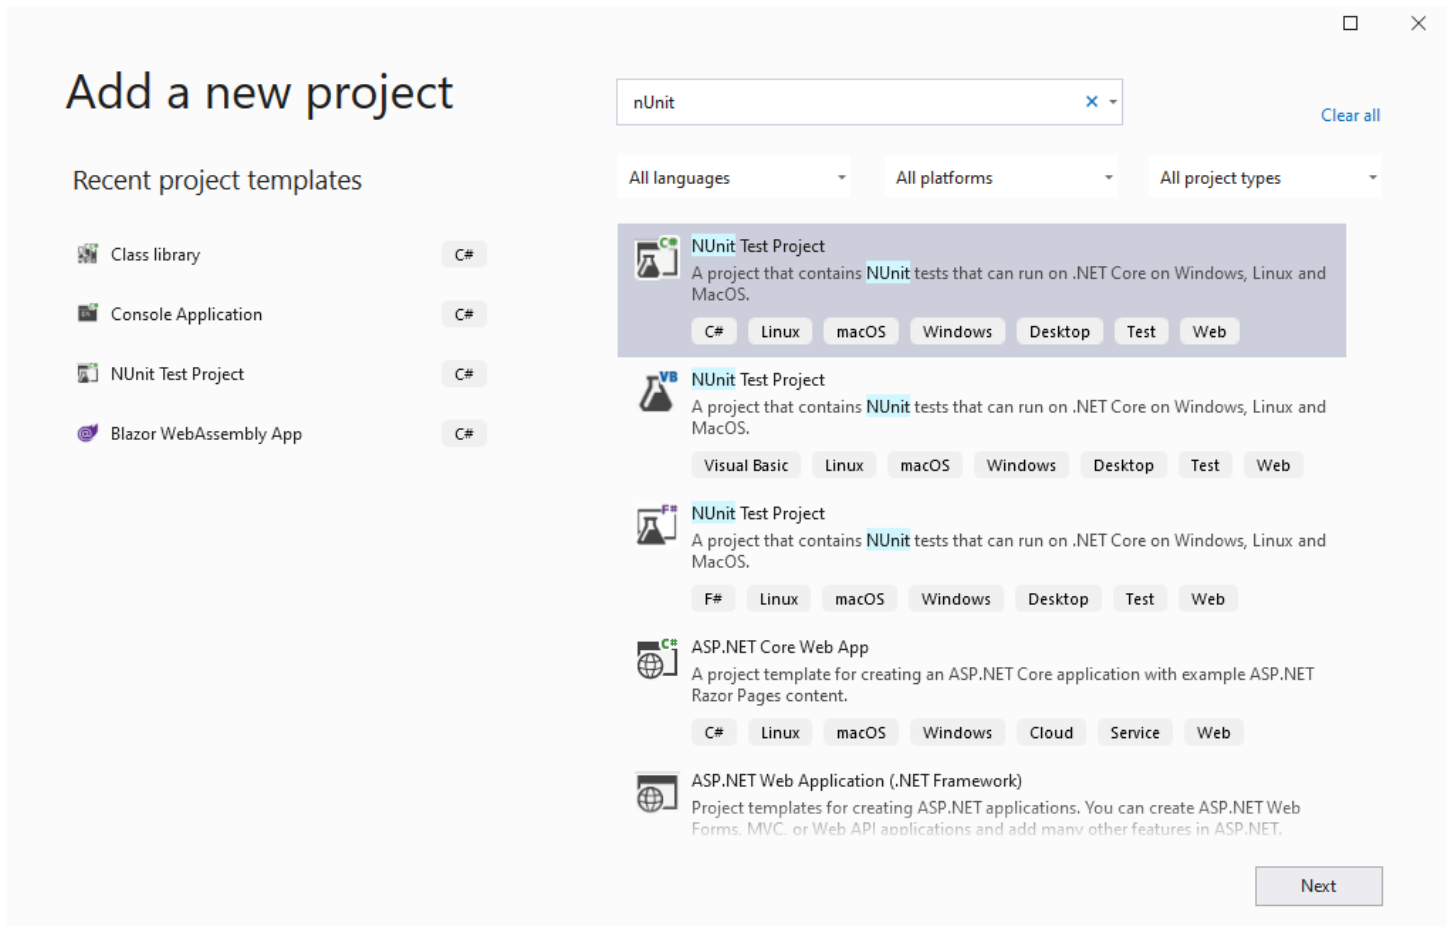 Add a new project
nUnit
Clear all
Recent project templates
All languages
All platforms
All project types
Class library C#
Console Application C#
NUnit Test Project C#
Blazor WebAssembly App C#
C#
NUnit Test Project
A project that contains NUnit tests that can run on .NET Core on Windows, Linux and
MacOS.
C# Linux macOS Windows Desktop Test Web
VB
NUnit Test Project
A project that contains NUnit tests that can run on .NET Core on Windows, Linux and
MacOS.
Visual Basic Linux macOS Windows Desktop Test Web
F#
NUnit Test Project
A project that contains NUnit tests that can run on .NET Core on Windows, Linux and
MacOS.
F# Linux macOS Windows Desktop Test Web
C#
ASP.NET Core Web App
A project template for creating an ASP.NET Core application with example ASP.NET
Razor Pages content.
C# Linux macOS Windows Cloud Service Web
ASP.NET Web Application (.NET Framework)
Project templates for creating ASP.NET applications. You can create ASP.NET Web
Forms, MVC, or Web API applications and add many other features in ASP.NET.
Next